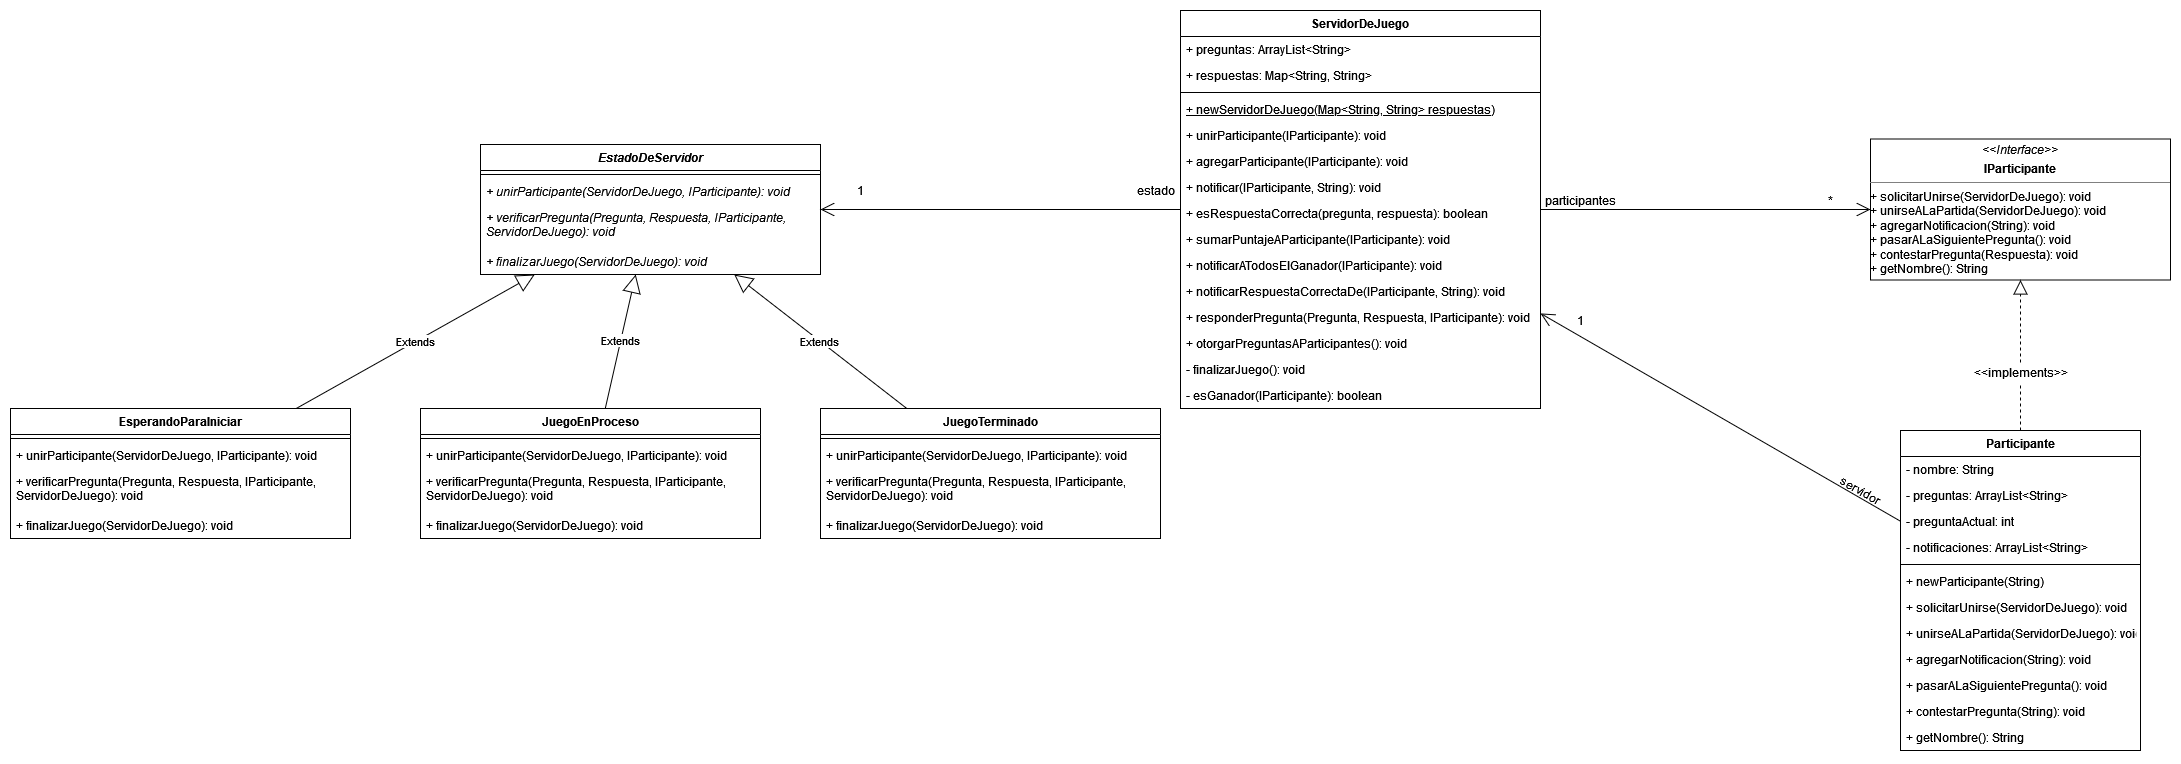 ServidorDeJuego
+ preguntas: ArrayList<String>
+ respuestas: Map<String, String>
+ newServidorDeJuego(Map<String, String> respuestas)
+ unirParticipante(IParticipante): void
+ agregarParticipante(IParticipante): void
+ notificar(IParticipante, String): void
+ esRespuestaCorrecta(pregunta, respuesta): boolean
+ sumarPuntajeAParticipante(IParticipante): void
+ notificarATodosElGanador(IParticipante): void
+ notificarRespuestaCorrectaDe(IParticipante, String): void
+ responderPregunta(Pregunta, Respuesta, IParticipante): void
+ otorgarPreguntasAParticipantes(): void
- finalizarJuego(): void
- esGanador(IParticipante): boolean
EstadoDeServidor
+ unirParticipante(ServidorDeJuego, IParticipante): void
+ verificarPregunta(Pregunta, Respuesta, IParticipante,
ServidorDeJuego): void
+ finalizarJuego(ServidorDeJuego): void
1
estado
participantes
*
<<Interface>>
IParticipante
+ solicitarUnirse(ServidorDeJuego): void
+ unirseALaPartida(ServidorDeJuego): void
+ agregarNotificacion(String): void
+ pasarALaSiguientePregunta(): void
+ contestarPregunta(Respuesta): void
+ getNombre(): String
Extends
Extends
Extends
1
servidor
<<implements>>
EsperandoParaIniciar
+ unirParticipante(ServidorDeJuego, IParticipante): void
+ verificarPregunta(Pregunta, Respuesta, IParticipante,
ServidorDeJuego): void
+ finalizarJuego(ServidorDeJuego): void
JuegoEnProceso
+ unirParticipante(ServidorDeJuego, IParticipante): void
+ verificarPregunta(Pregunta, Respuesta, IParticipante,
ServidorDeJuego): void
+ finalizarJuego(ServidorDeJuego): void
JuegoTerminado
+ unirParticipante(ServidorDeJuego, IParticipante): void
+ verificarPregunta(Pregunta, Respuesta, IParticipante,
ServidorDeJuego): void
+ finalizarJuego(ServidorDeJuego): void
Participante
- nombre: String
- preguntas: ArrayList<String>
- preguntaActual: int
- notificaciones: ArrayList<String>
+ newParticipante(String)
+ solicitarUnirse(ServidorDeJuego): void
+ unirseALaPartida(ServidorDeJuego): voi
+ agregarNotificacion(String): void
+ pasarALaSiguientePregunta(): void
+ contestarPregunta(String): void
+ getNombre(): String